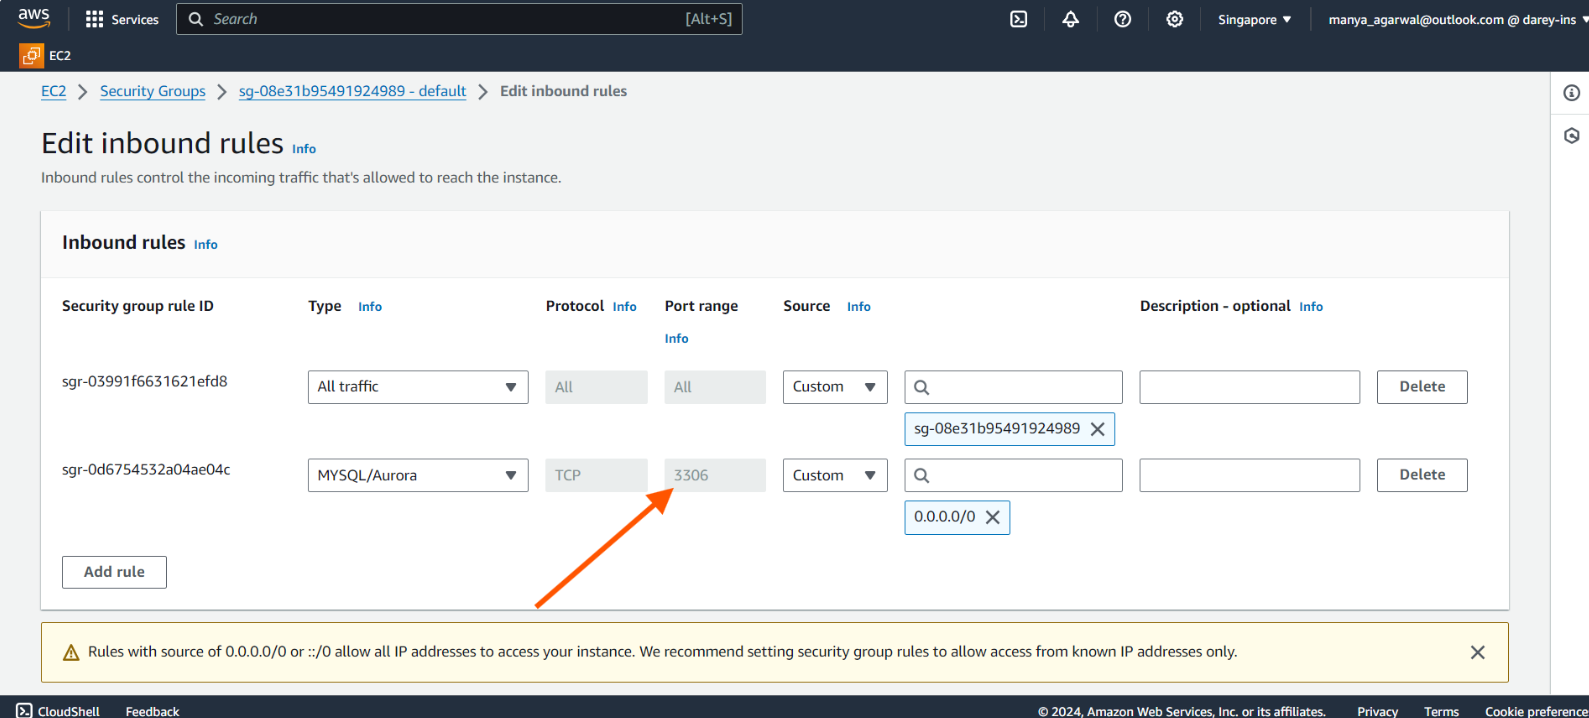 aws
Services
Search
[Alt+S]
Singapore
manya_agarwal@outlook.com @ darey-ins
EC2
EC2 > Security Groups > sg-08e31b95491924989 - default > Edit inbound rules
Edit inbound rules Info
Inbound rules control the incoming traffic that's allowed to reach the instance.
Inbound rules Info
Security group rule ID Type Info Protocol Info Port range Source Info Description - optional Info
Info
sgr-03991f6631621efd8 All traffic All All Custom Delete
sg-08e31b95491924989
sgr-0d6754532a04ae04c MYSQL/Aurora TCP 3306 Custom Delete
0.0.0.0/0
Add rule
Rules with source of 0.0.0.0/0 or ::/0 allow all IP addresses to access your instance. We recommend setting security group rules to allow access from known IP addresses only.
CloudShell Feedback © 2024, Amazon Web Services, Inc. or its affiliates. Privacy Terms Cookie preference